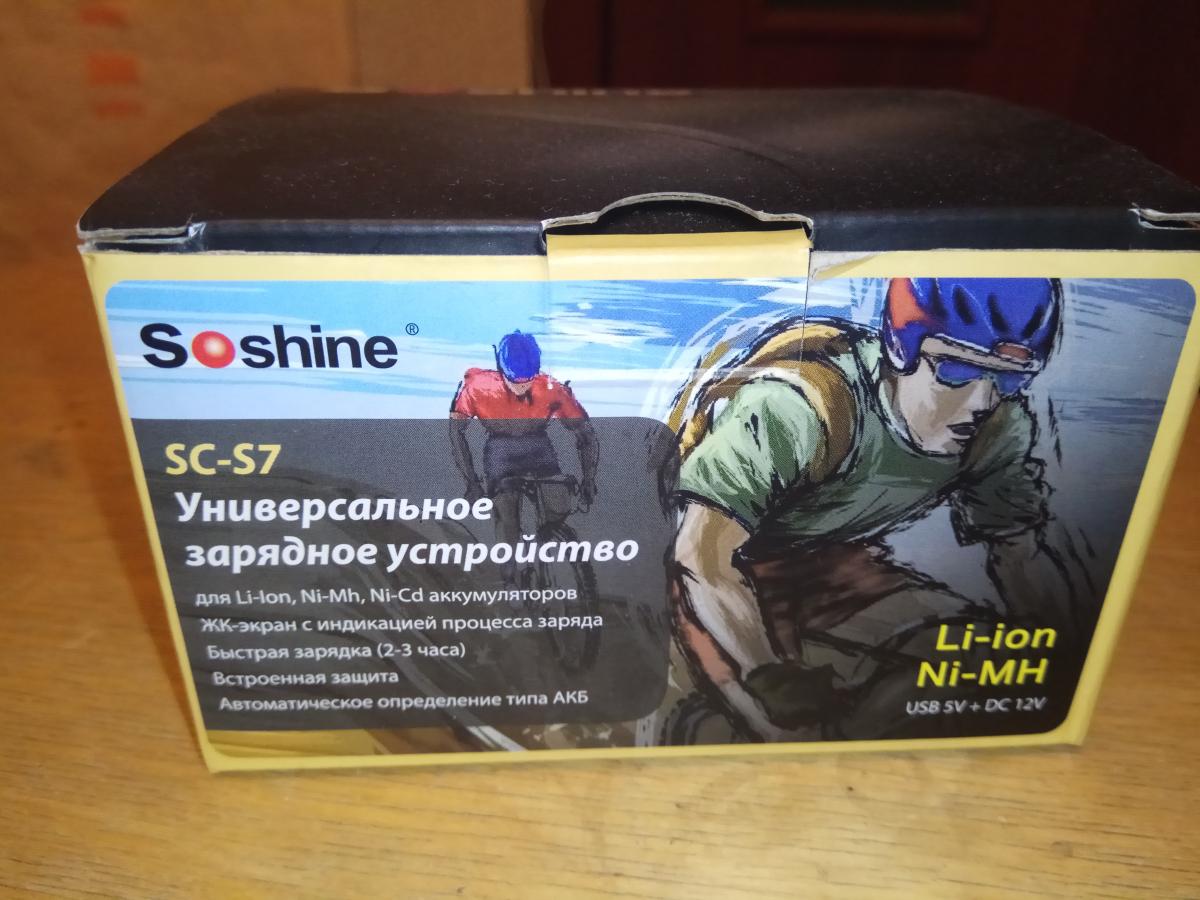 Soshine®
SC-S7
Универсальное
зарядное устройство
для Li-Ion, Ni-Mh, Ni-Cd аккумуляторов
ЖК-экран с индикацией процесса заряда
Быстрая зарядка (2-3 часа)
Встроенная защита
Автоматическое определение типа АКБ
Li-ion
Ni-MH
USB 5V + DC 12V